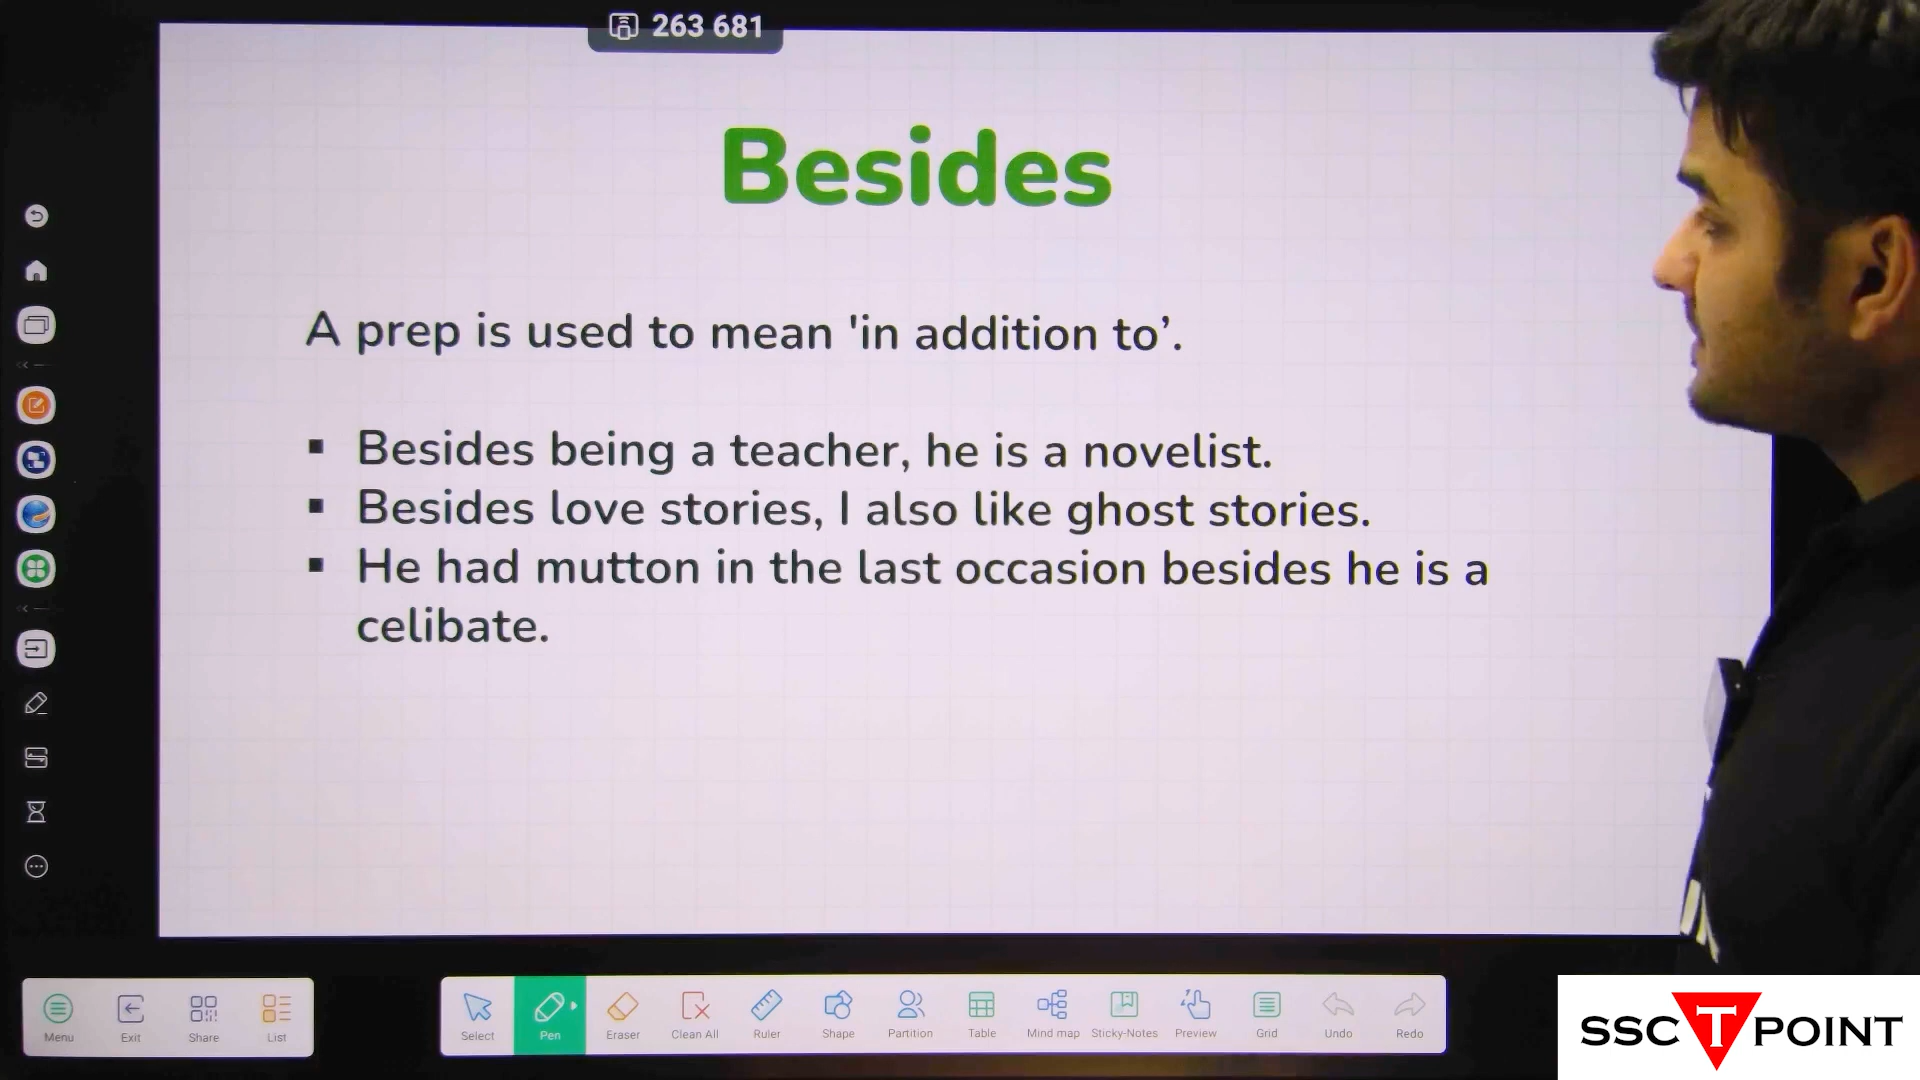 263 681
Besides
A prep is used to mean 'in addition to’.
▪ Besides being a teacher, he is a novelist.
▪ Besides love stories, I also like ghost stories.
▪ He had mutton in the last occasion besides he is a
celibate.
Menu Exit Share List
Select Pen Eraser Clean All Ruler Shape Partition Table Mind map Sticky-Notes Preview Grid Undo Redo
SSC T POINT